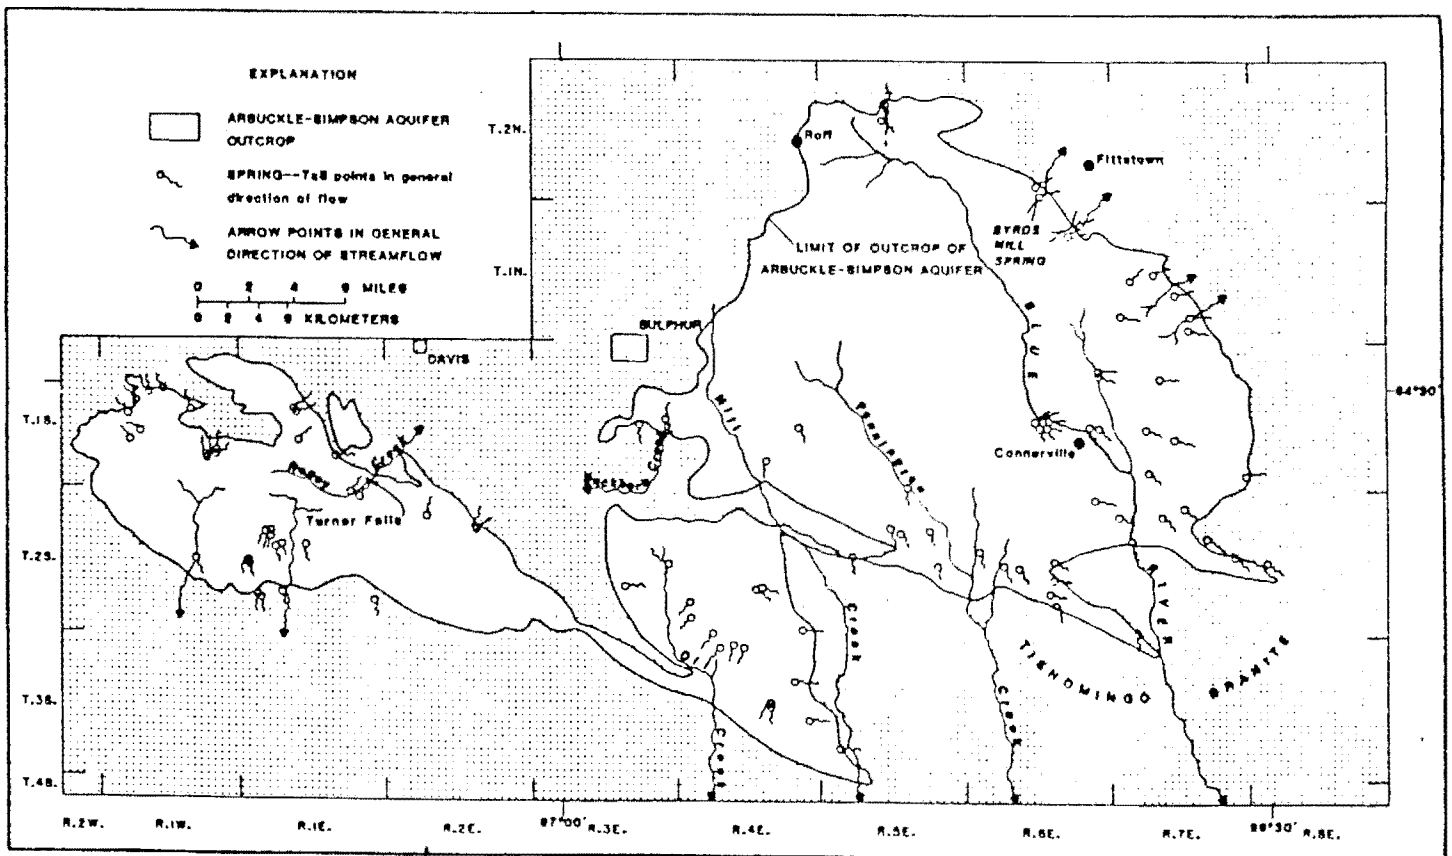 EXPLANATION
ARBUCKLE-SIMPSON AQUIFER
OUTCROP
SPRING--Tail points in general
direction of flow
ARROW POINTS IN GENERAL
DIRECTION OF STREAMFLOW
0 2 4 6 MILES
0 2 4 6 KILOMETERS
T.2N.
T.1N.
T.1S.
T.2S.
T.3S.
T.4S.
Roff
Fittstown
BYRDS
MILL
SPRING
LIMIT OF OUTCROP OF
ARBUCKLE-SIMPSON AQUIFER
SULPHUR
DAVIS
BLUE
34°30'
Mill
Pennington
Creek
Connerville
Honey Creek
Turner Falls
RIVER
Creek
TISHOMINGO GRANITE
Creek
Creek
R.2W. R.1W. R.1E. R.2E. 97°00' R.3E. R.4E. R.5E. R.6E. R.7E. 96°30' R.8E.